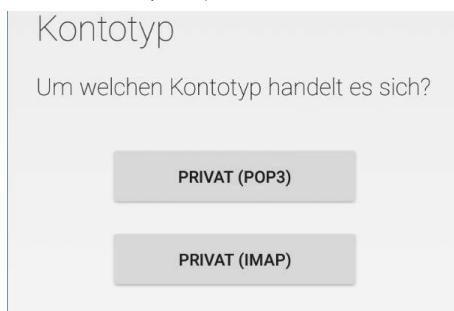 Kontotyp
Um welchen Kontotyp handelt es sich?
PRIVAT (POP3)
PRIVAT (IMAP)